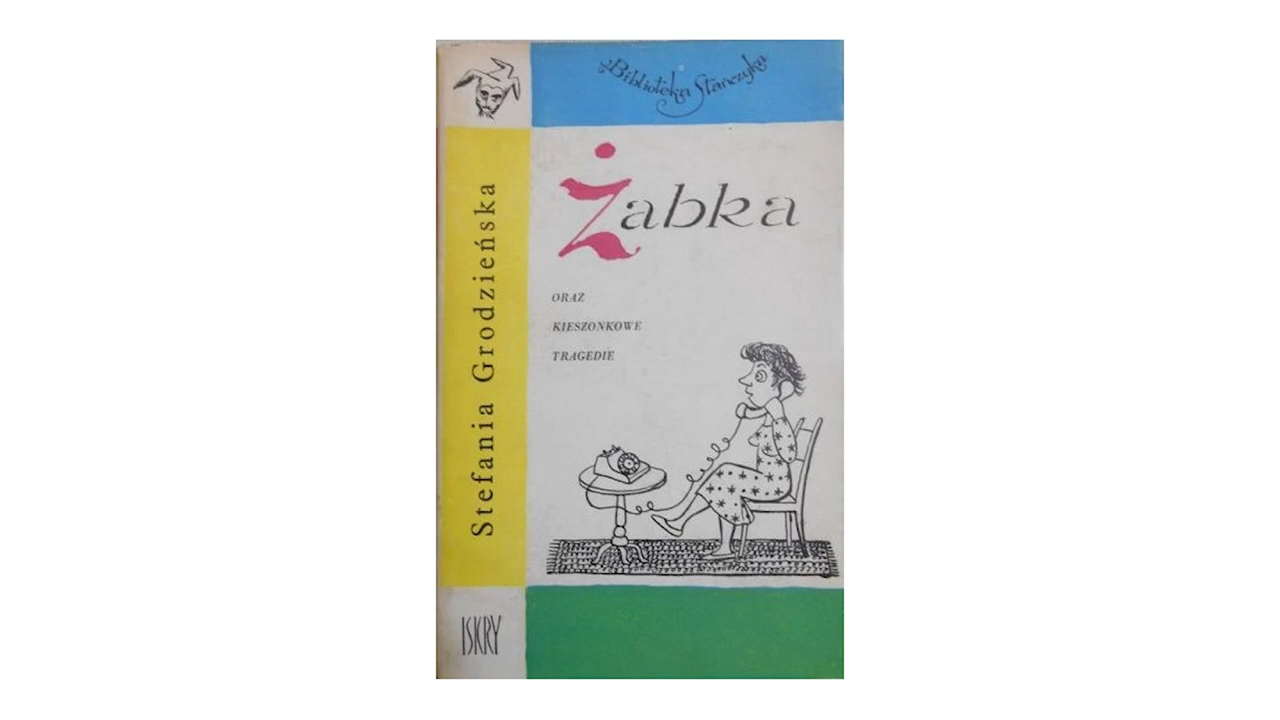 Biblioteka Stańczyka
Stefania Grodzieńska
Żabka
ORAZ
KIESZONKOWE
TRAGEDIE
ISKRY